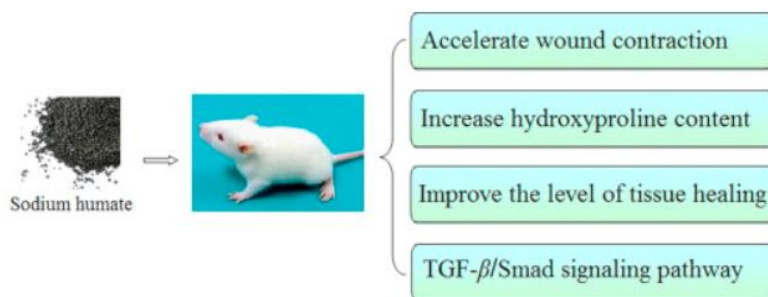 Sodium humate
Accelerate wound contraction
Increase hydroxyproline content
Improve the level of tissue healing
TGF-β/Smad signaling pathway